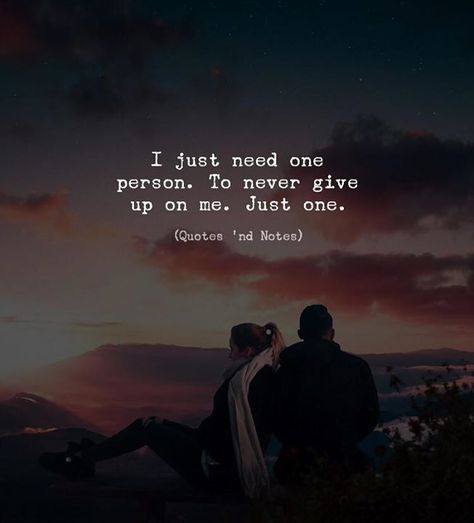 I just need one
person. To never give
up on me. Just one.
(Quotes 'nd Notes)